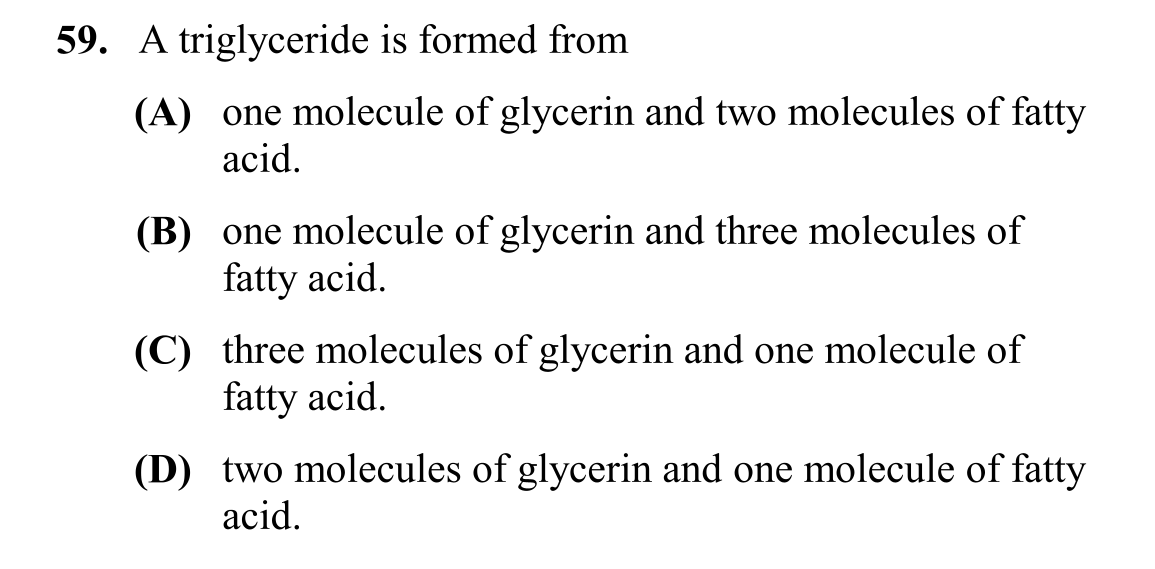 59. A triglyceride is formed from
(A) one molecule of glycerin and two molecules of fatty
acid.
(B) one molecule of glycerin and three molecules of
fatty acid.
(C) three molecules of glycerin and one molecule of
fatty acid.
(D) two molecules of glycerin and one molecule of fatty
acid.